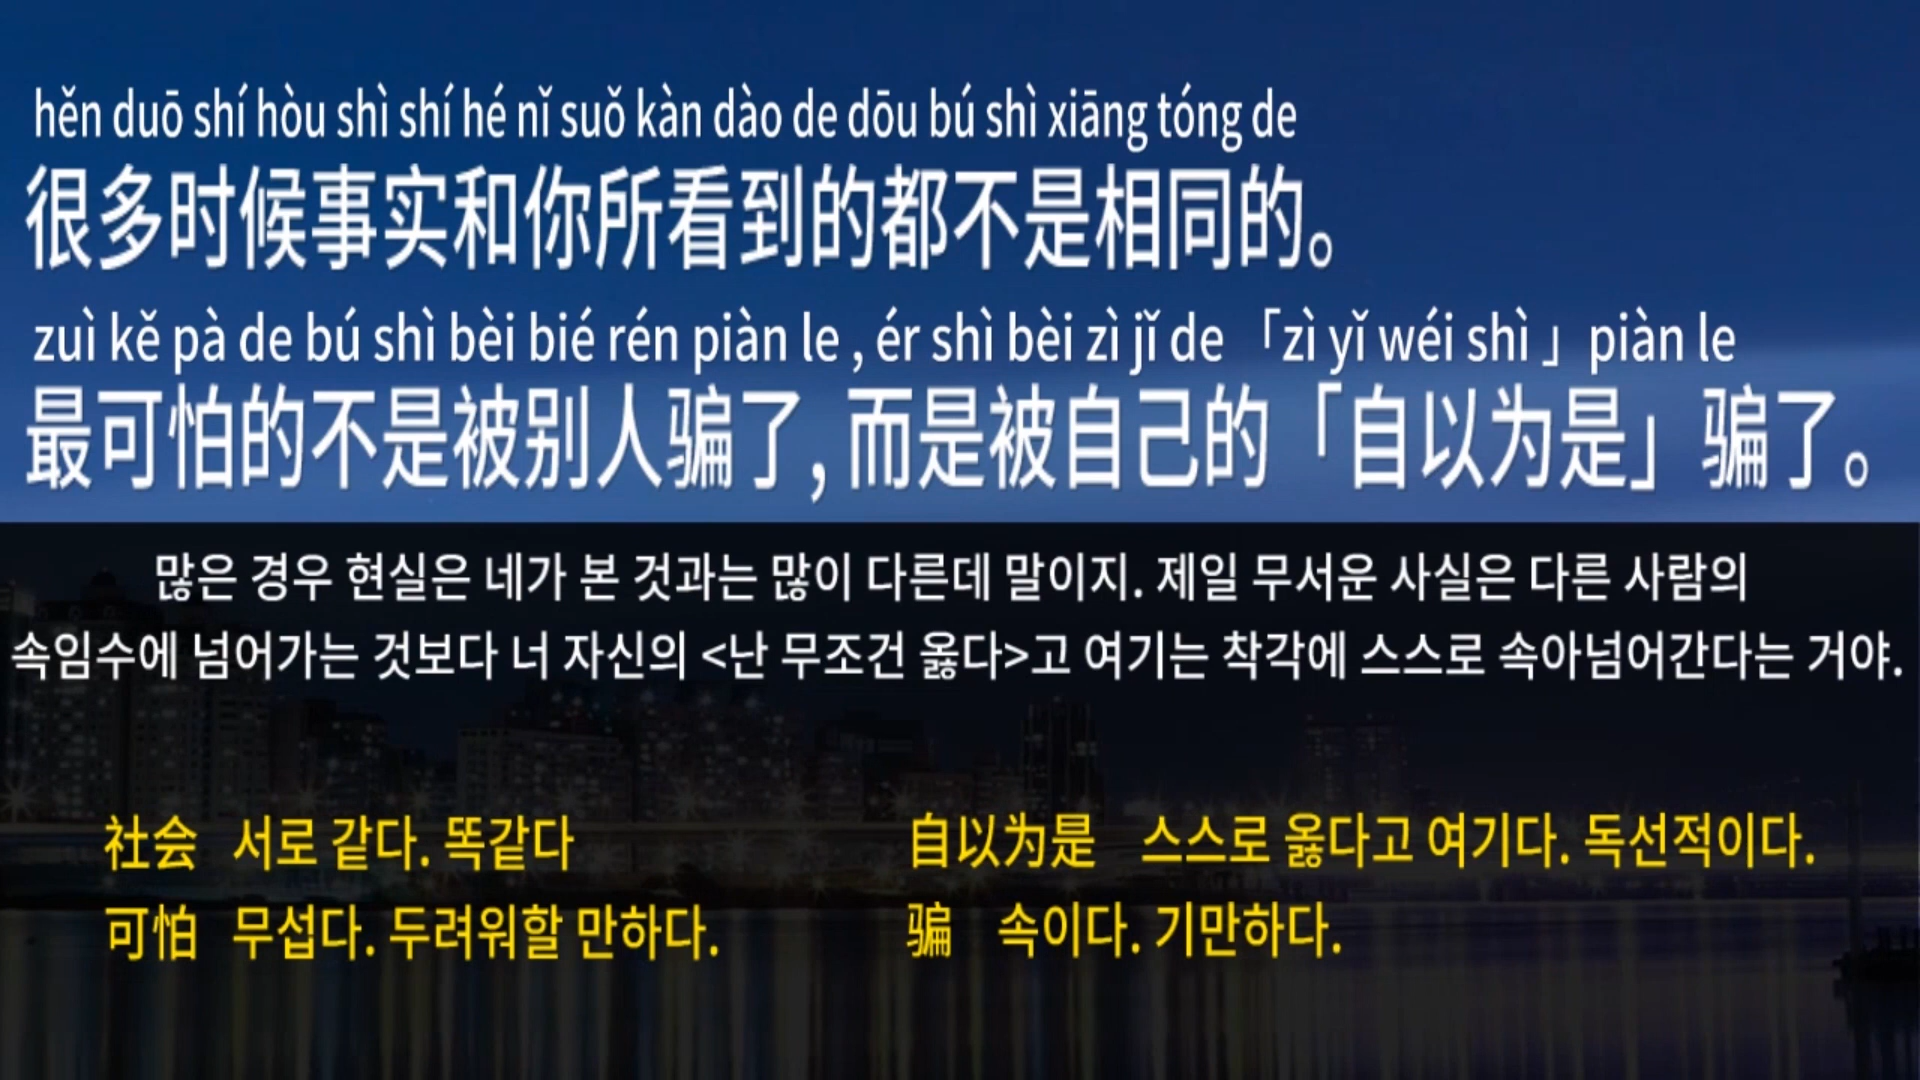 hěn duō shí hòu shì shí hé nǐ suǒ kàn dào de dōu bú shì xiāng tóng de
很多时候事实和你所看到的都不是相同的。
zuì kě pà de bú shì bèi bié rén piàn le , ér shì bèi zì jǐ de「zì yǐ wéi shì」piàn le
最可怕的不是被别人骗了，而是被自己的「自以为是」骗了。
많은 경우 현실은 네가 본 것과는 많이 다른데 말이지. 제일 무서운 사실은 다른 사람의
속임수에 넘어가는 것보다 너 자신의 <난 무조건 옳다>고 여기는 착각에 스스로 속아넘어간다는 거야.
社会 서로 같다. 똑같다
自以为是 스스로 옳다고 여기다. 독선적이다.
可怕 무섭다. 두려워할 만하다.
骗 속이다. 기만하다.